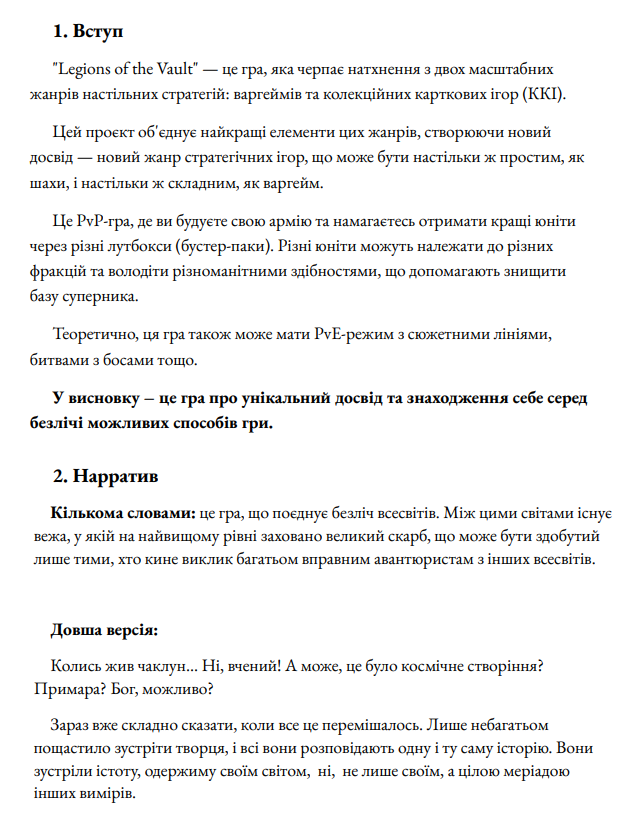 1. Вступ
"Legions of the Vault" — це гра, яка черпає натхнення з двох масштабних
жанрів настільних стратегій: варгеймів та колекційних карткових ігор (ККІ).
Цей проєкт об'єднує найкращі елементи цих жанрів, створюючи новий
досвід — новий жанр стратегічних ігор, що може бути настільки ж простим, як
шахи, і настільки ж складним, як варгейм.
Це PvP-гра, де ви будуєте свою армію та намагаєтесь отримати кращі юніти
через різні лутбокси (бустер-паки). Різні юніти можуть належати до різних
фракцій та володіти різноманітними здібностями, що допомагають знищити
базу суперника.
Теоретично, ця гра також може мати PvE-режим з сюжетними лініями,
битвами з босами тощо.
У висновку – це гра про унікальний досвід та знаходження себе серед
безлічі можливих способів гри.
2. Нарратив
Кількома словами: це гра, що поєднує безліч всесвітів. Між цими світами існує
вежа, у якій на найвищому рівні заховано великий скарб, що може бути здобутий
лише тими, хто кине виклик багатьом вправним авантюристам з інших всесвітів.
Довша версія:
Колись жив чаклун... Ні, вчений! А може, це було космічне створіння?
Примара? Бог, можливо?
Зараз вже складно сказати, коли все це перемішалось. Лише небагатьом
пощастило зустріти творця, і всі вони розповідають одну і ту саму історію. Вони
зустріли істоту, одержиму своїм світом, ні, не лише своїм, а цілою меріадою
інших вимірів.